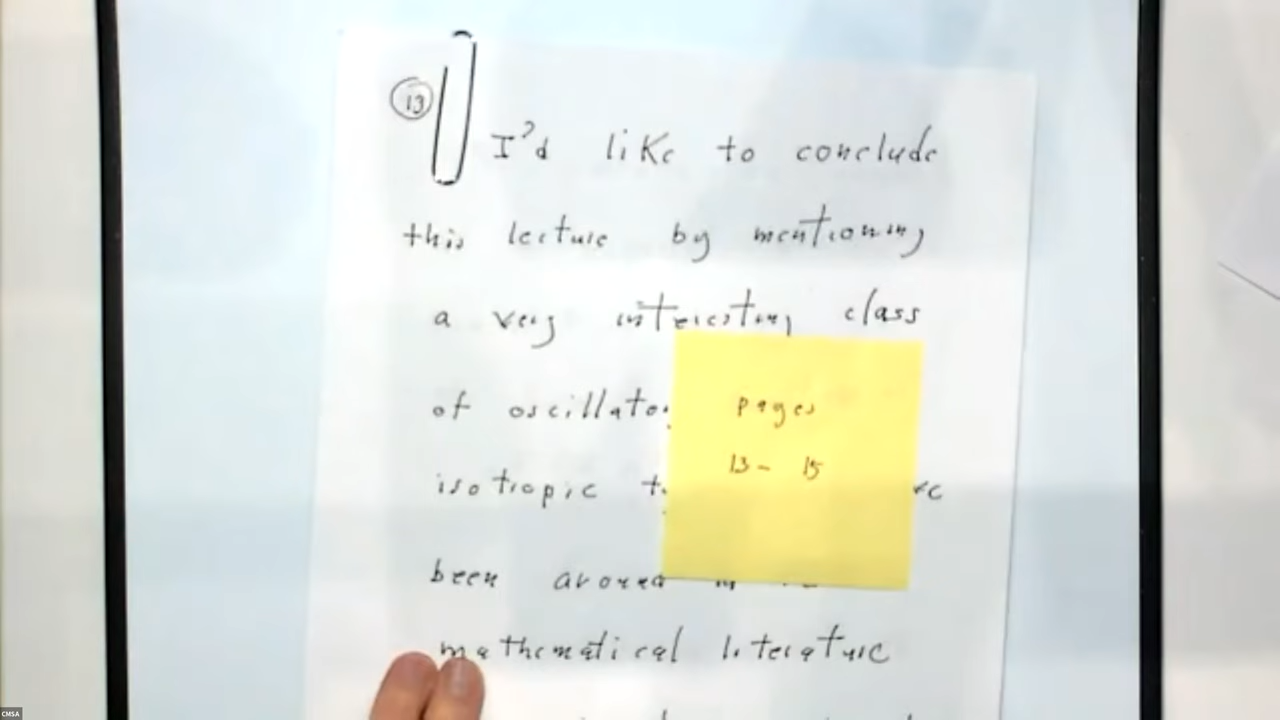 13
I'd like to conclude
this lecture by mentioning
a very interesting class
of
isotropic
been around
mathematical literature
pages
13 - 15
CMSA